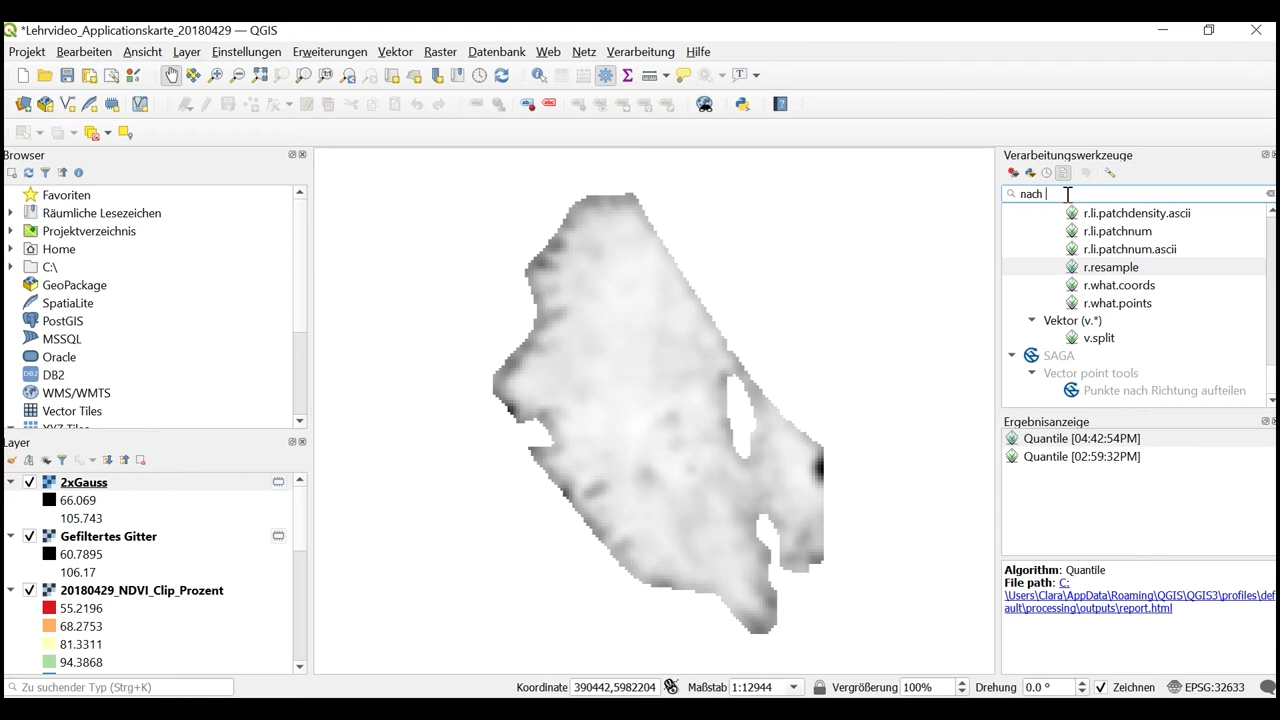 *Lehrvideo_Applicationskarte_20180429 — QGIS
Projekt Bearbeiten Ansicht Layer Einstellungen Erweiterungen Vektor Raster Datenbank Web Netz Verarbeitung Hilfe
Browser
Favoriten
Räumliche Lesezeichen
Projektverzeichnis
Home
C:\
GeoPackage
SpatiaLite
PostGIS
MSSQL
Oracle
DB2
WMS/WMTS
Vector Tiles
XYZ Tiles
Layer
2xGauss
66.069
105.743
Gefiltertes Gitter
60.7895
106.17
20180429_NDVI_Clip_Prozent
55.2196
68.2753
81.3311
94.3868
Verarbeitungswerkzeuge
nach
r.li.patchdensity.ascii
r.li.patchnum
r.li.patchnum.ascii
r.resample
r.what.coords
r.what.points
Vektor (v.*)
v.split
SAGA
Vector point tools
Punkte nach Richtung aufteilen
Ergebnisanzeige
Quantile [04:42:54PM]
Quantile [02:59:32PM]
Algorithm: Quantile
File path: C:
\Users\Clara\AppData\Roaming\QGIS\QGIS3\profiles\def
ault\processing\outputs\report.html
Zu suchender Typ (Strg+K)
Koordinate 390442,5982204 Maßstab 1:12944 Vergrößerung 100% Drehung 0.0 ° Zeichnen EPSG:32633